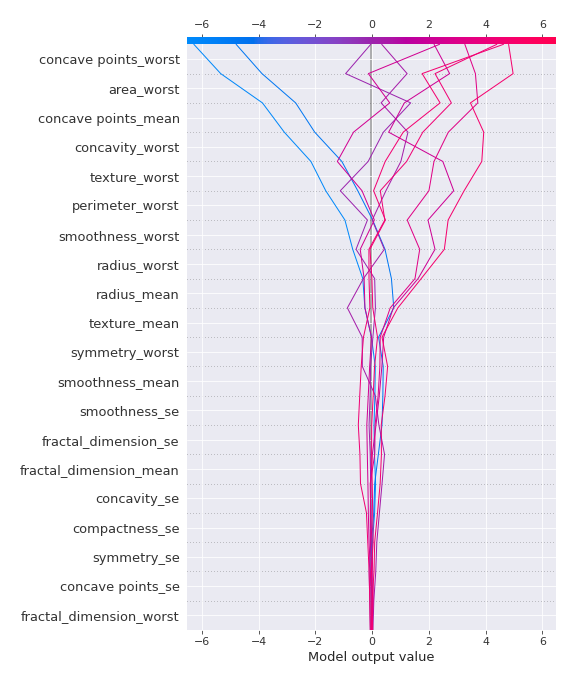 −6 −4 −2 0 2 4 6
concave points_worst
area_worst
concave points_mean
concavity_worst
texture_worst
perimeter_worst
smoothness_worst
radius_worst
radius_mean
texture_mean
symmetry_worst
smoothness_mean
smoothness_se
fractal_dimension_se
fractal_dimension_mean
concavity_se
compactness_se
symmetry_se
concave points_se
fractal_dimension_worst
−6 −4 −2 0 2 4 6
Model output value